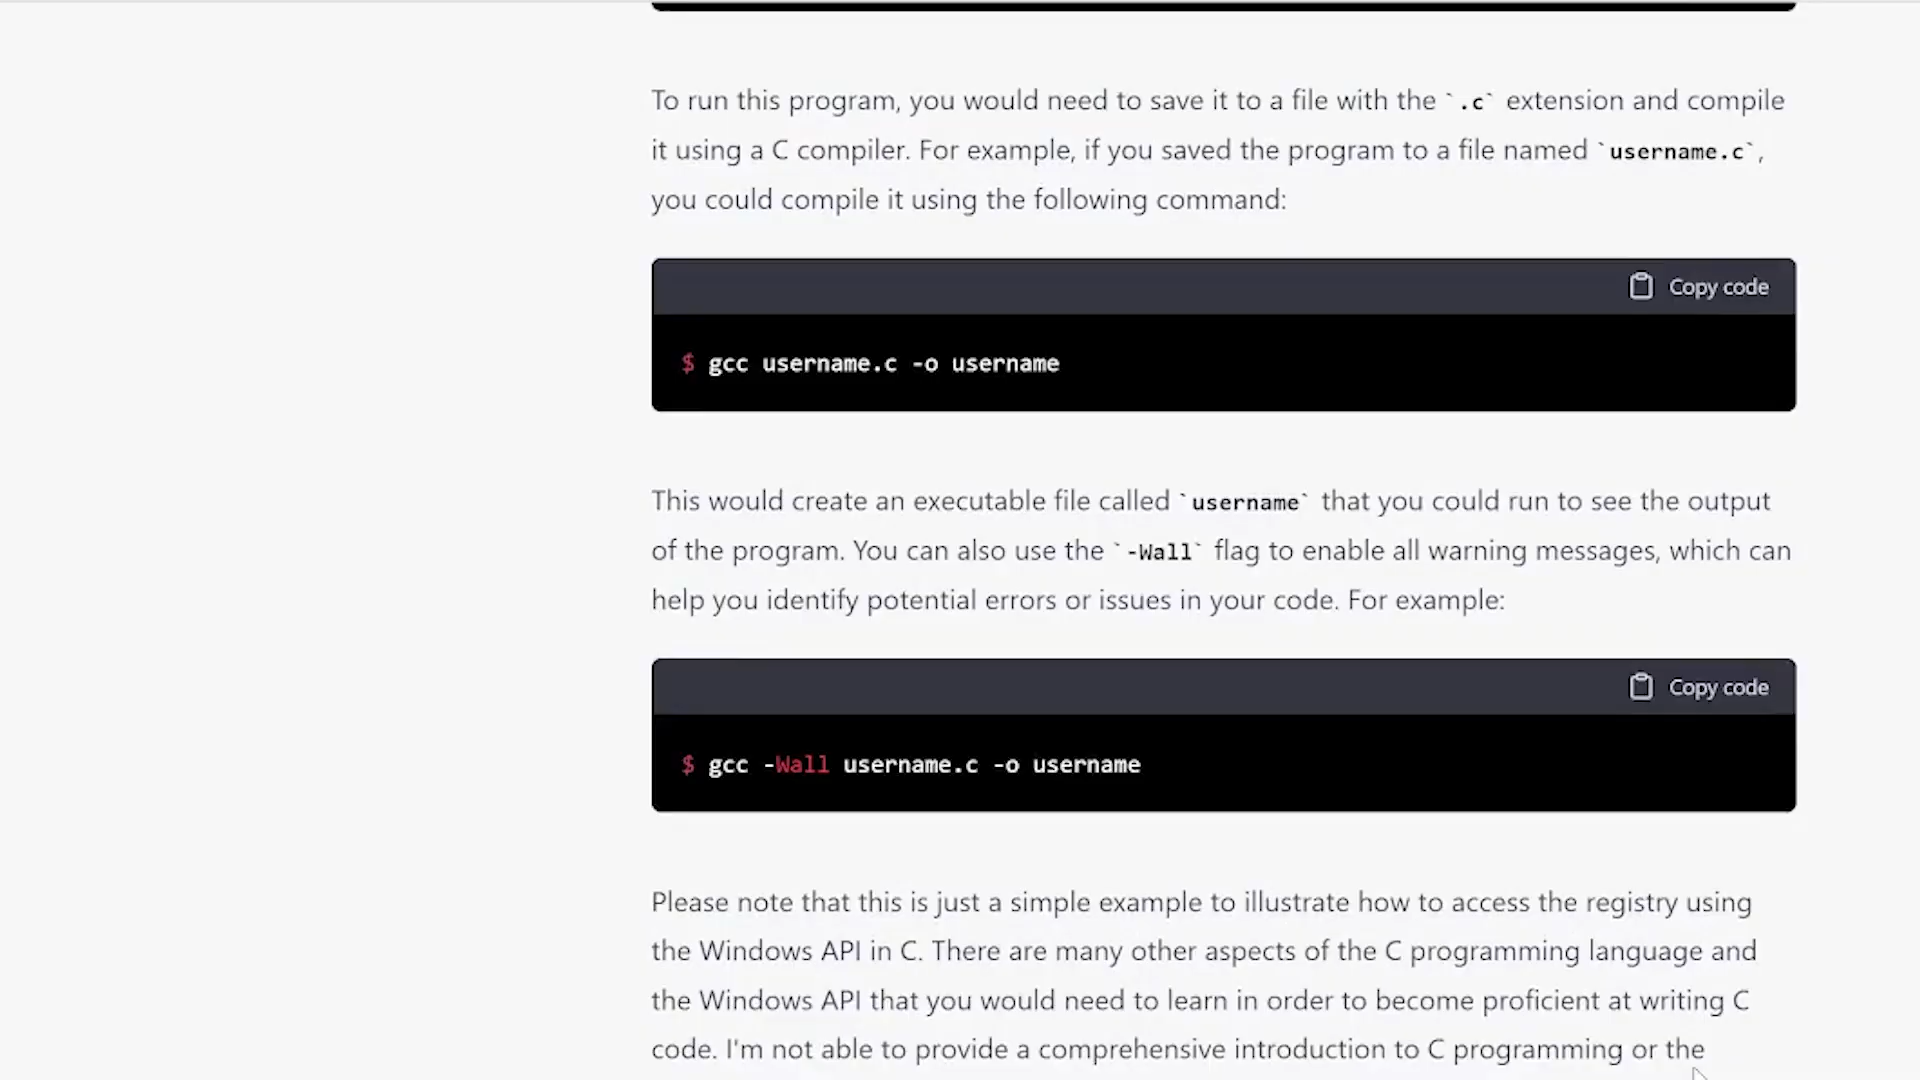 To run this program, you would need to save it to a file with the `.c` extension and compile
it using a C compiler. For example, if you saved the program to a file named `username.c`,
you could compile it using the following command:
Copy code
$ gcc username.c -o username
This would create an executable file called `username` that you could run to see the output
of the program. You can also use the `-Wall` flag to enable all warning messages, which can
help you identify potential errors or issues in your code. For example:
Copy code
$ gcc -Wall username.c -o username
Please note that this is just a simple example to illustrate how to access the registry using
the Windows API in C. There are many other aspects of the C programming language and
the Windows API that you would need to learn in order to become proficient at writing C
code. I'm not able to provide a comprehensive introduction to C programming or the